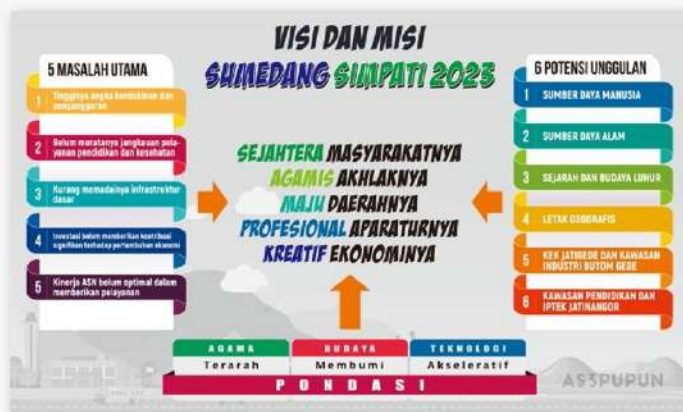 VISI DAN MISI
SUMEDANG SIMPATI 2023
5 MASALAH UTAMA
1 Tingginya angka kemiskinan dan
pengangguran
2 Belum meratanya jangkauan pela-
yanan pendidikan dan kesehatan
3 Kurang memadainya infrastruktur
dasar
4 Investasi belum memberikan kontribusi
signifikan terhadap pertumbuhan ekonomi
5 Kinerja ASN belum optimal dalam
memberikan pelayanan
SEJAHTERA MASYARAKATNYA
AGAMIS AKHLAKNYA
MAJU DAERAHNYA
PROFESIONAL APARATURNYA
KREATIF EKONOMINYA
6 POTENSI UNGGULAN
1 SUMBER DAYA MANUSIA
2 SUMBER DAYA ALAM
3 SEJARAH DAN BUDAYA LUHUR
4 LETAK GEOGRAFIS
5 KEK JATIGEDE DAN KAWASAN
INDUSTRI BUTOM GEDE
6 KAWASAN PENDIDIKAN DAN
IPTEK JATINANGOR
AGAMA BUDAYA TEKNOLOGI
Terarah Membumi Akseleratif
PONDASI
AS3PUPUN